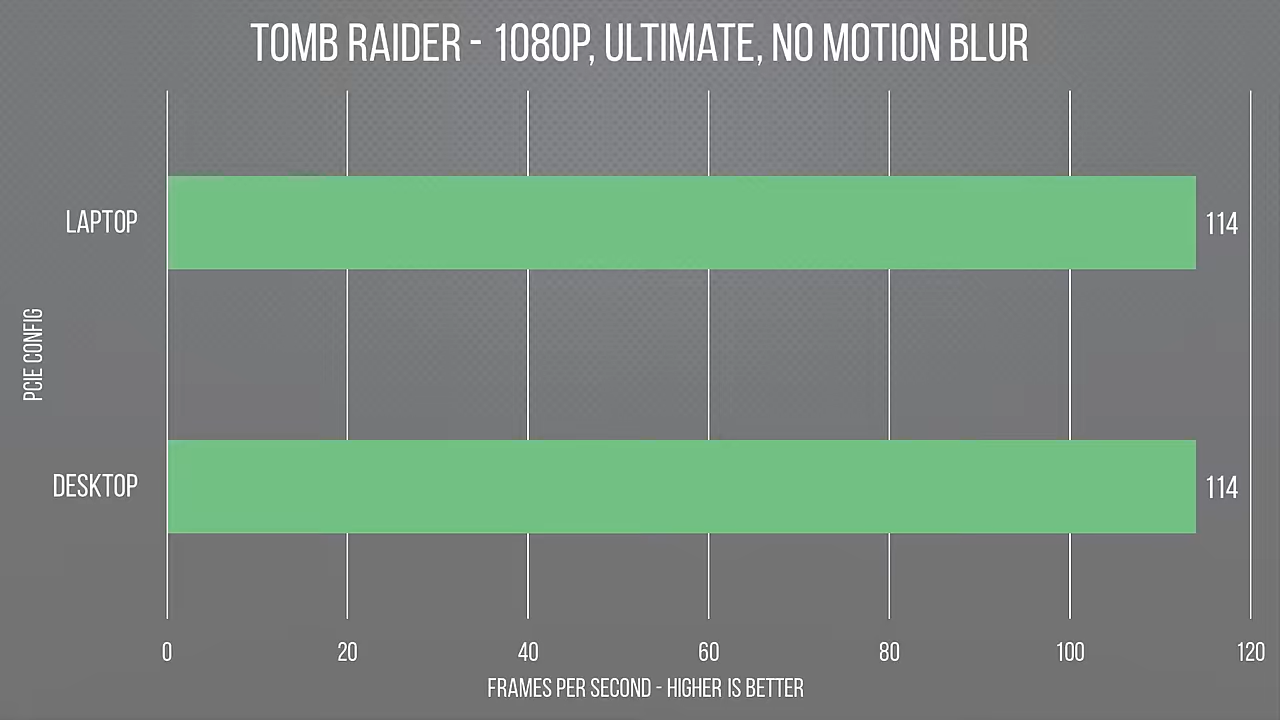 TOMB RAIDER - 1080P, ULTIMATE, NO MOTION BLUR
LAPTOP
114
PCIE CONFIG
DESKTOP
114
0 20 40 60 80 100 120
FRAMES PER SECOND - HIGHER IS BETTER